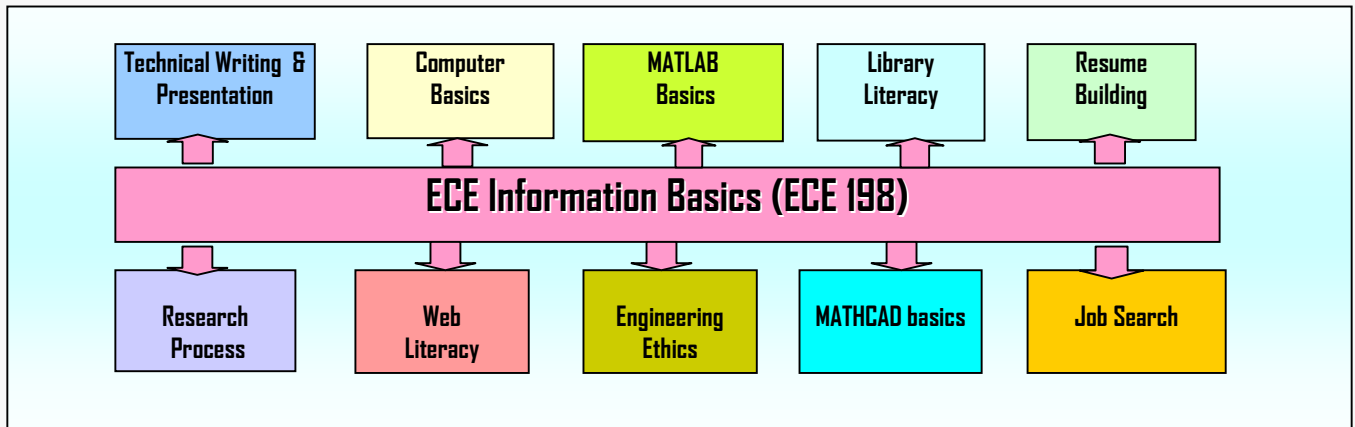 Technical Writing &
Presentation
Computer
Basics
MATLAB
Basics
Library
Literacy
Resume
Building
ECE Information Basics (ECE 198)
Research
Process
Web
Literacy
Engineering
Ethics
MATHCAD basics
Job Search